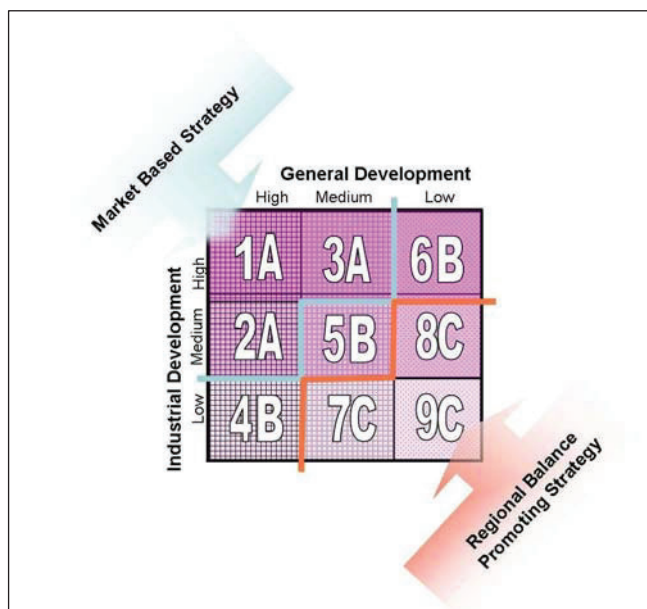 Market Based Strategy
General Development
High Medium Low
Industrial Development
High
Medium
Low
1A 3A 6B
2A 5B 8C
4B 7C 9C
Regional Balance
Promoting Strategy